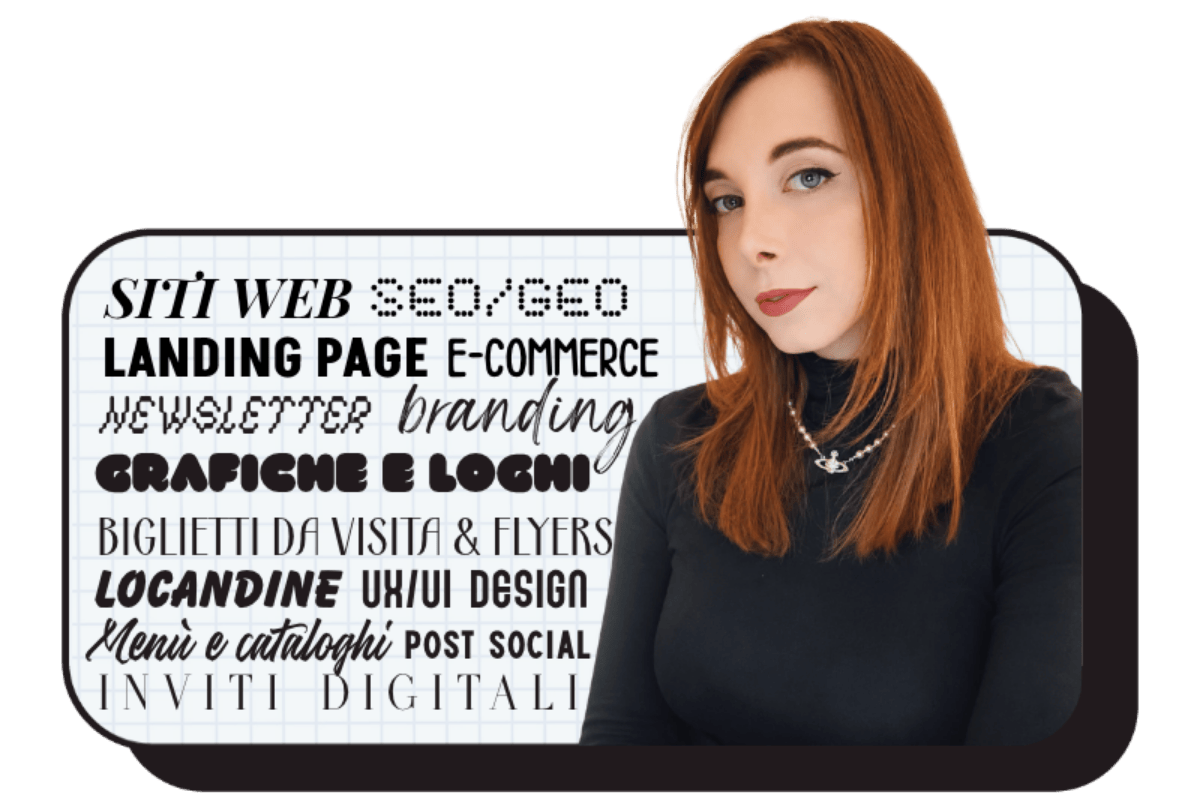 SITI WEB SEO/GEO
LANDING PAGE E-COMMERCE
NEWSLETTER branding
GRAFICHE E LOGHI
BIGLIETTI DA VISITA & FLYERS
LOCANDINE UX/UI DESIGN
Menù e cataloghi POST SOCIAL
INVITI DIGITALI